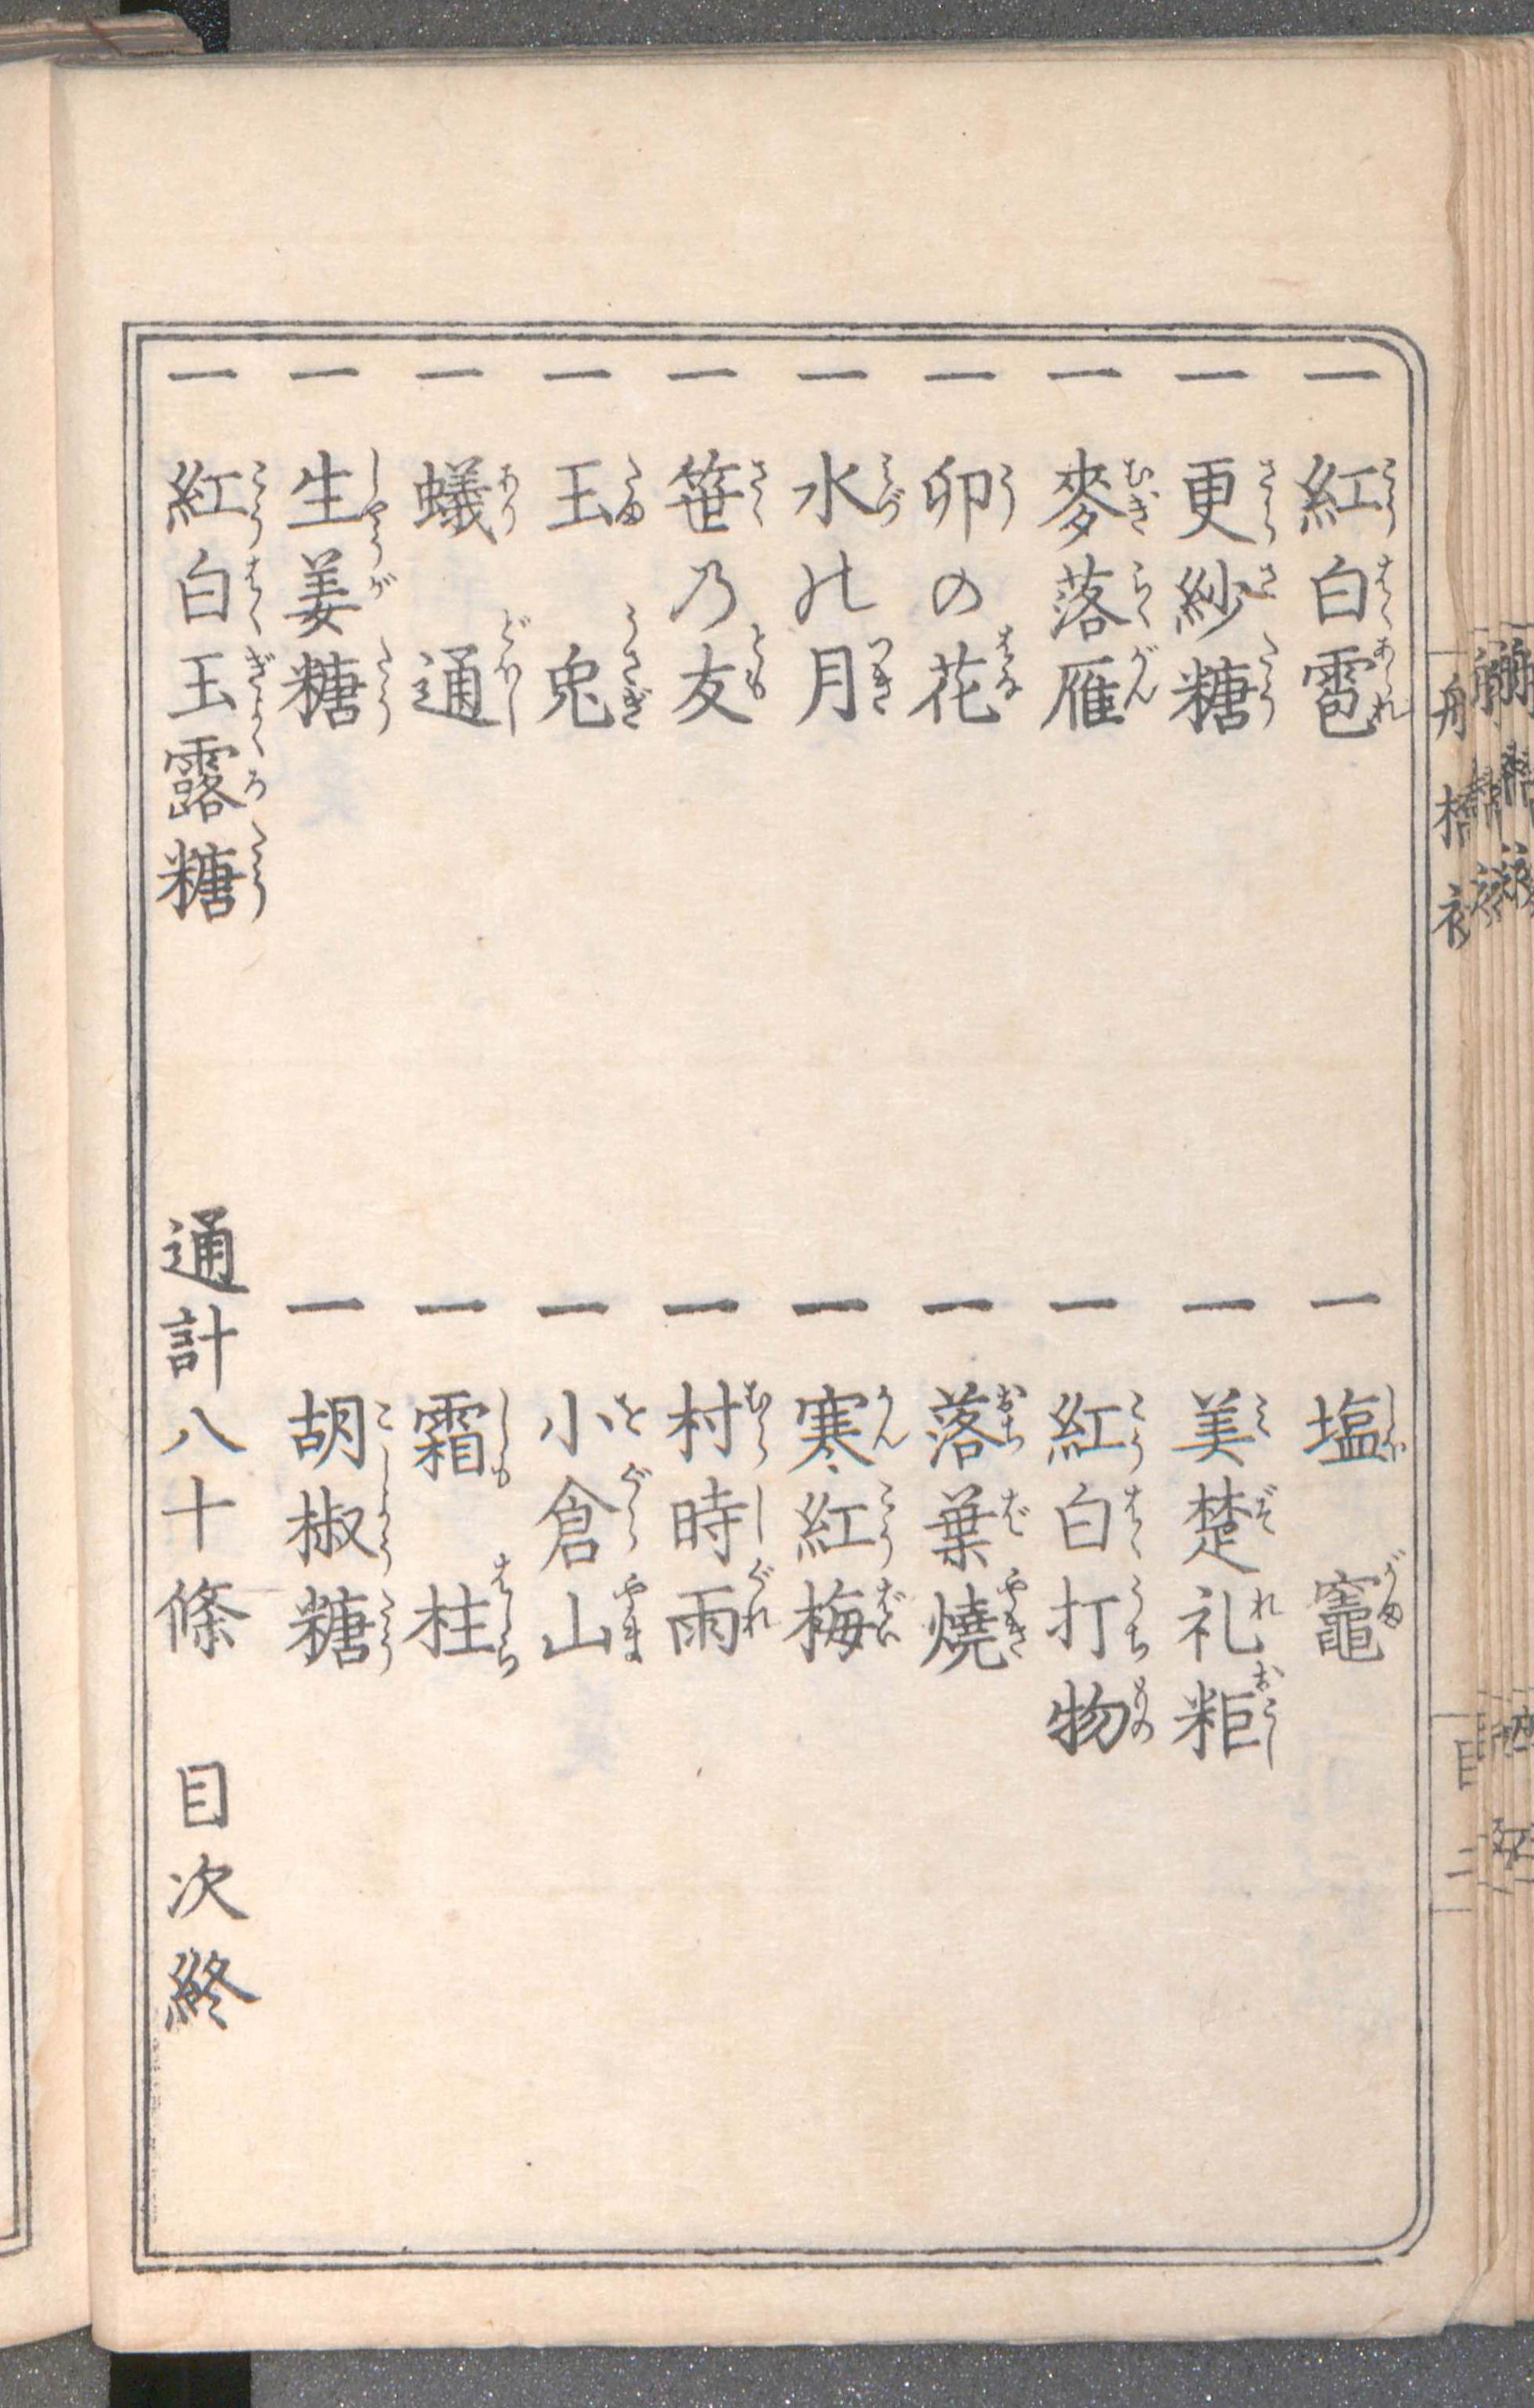 一 紅白雹
一 塩竈
一 更紗糖
一 美楚礼粔
一 麥落雁
一 紅白打物
一 卯の花
一 落葉燒
一 水の月
一 寒紅梅
一 笹乃友
一 村時雨
一 玉兎
一 小倉山
一 蟻通
一 霜柱
一 生姜糖
一 胡椒糖
一 紅白玉露糖
通計八十條 目次終